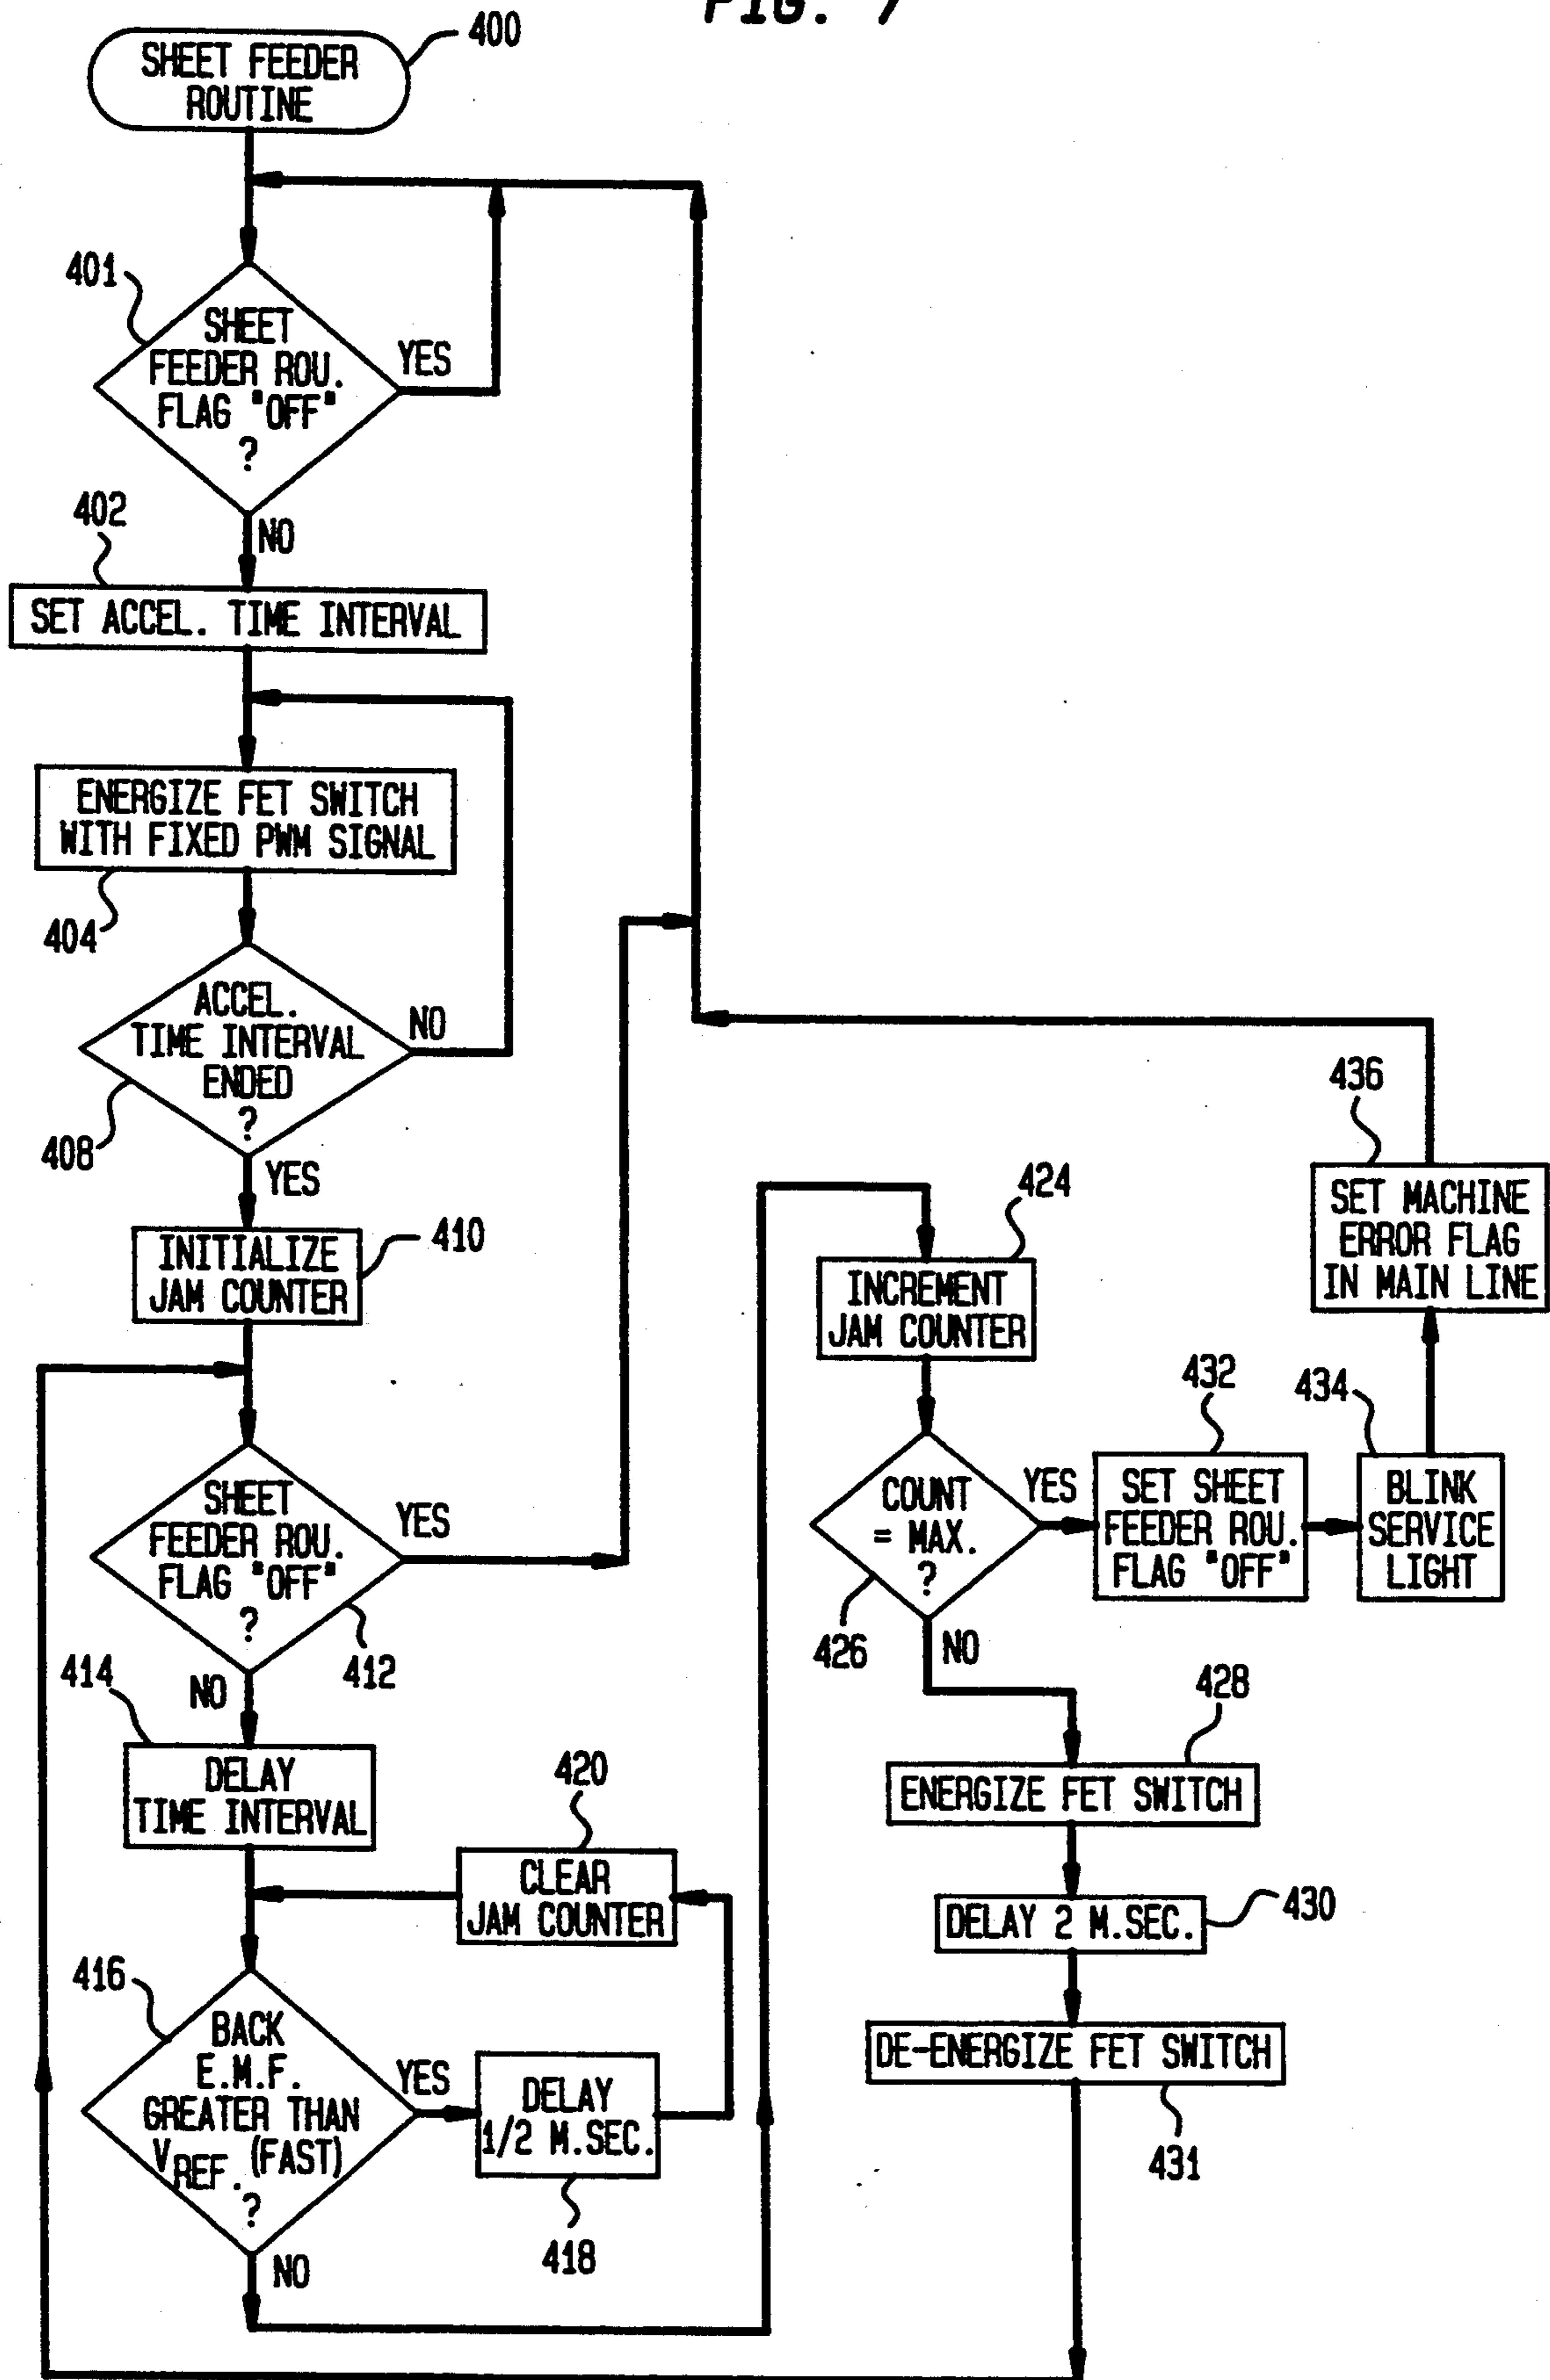 FIG. 7
400
SHEET FEEDER
ROUTINE
401
SHEET
FEEDER ROU.
FLAG "OFF"
?
YES
NO
402
SET ACCEL. TIME INTERVAL
ENERGIZE FET SWITCH
WITH FIXED PWM SIGNAL
404
ACCEL.
TIME INTERVAL
ENDED
?
NO
408
YES
INITIALIZE
JAM COUNTER
410
SHEET
FEEDER ROU.
FLAG "OFF"
?
YES
412
NO
414
DELAY
TIME INTERVAL
420
CLEAR
JAM COUNTER
416
BACK
E.M.F.
GREATER THAN
VREF. (FAST)
?
YES
DELAY
1/2 M.SEC.
418
NO
424
INCREMENT
JAM COUNTER
COUNT
= MAX.
?
426
YES
NO
432
SET SHEET
FEEDER ROU.
FLAG "OFF"
434
BLINK
SERVICE
LIGHT
436
SET MACHINE
ERROR FLAG
IN MAIN LINE
428
ENERGIZE FET SWITCH
DELAY 2 M.SEC.
430
DE-ENERGIZE FET SWITCH
431